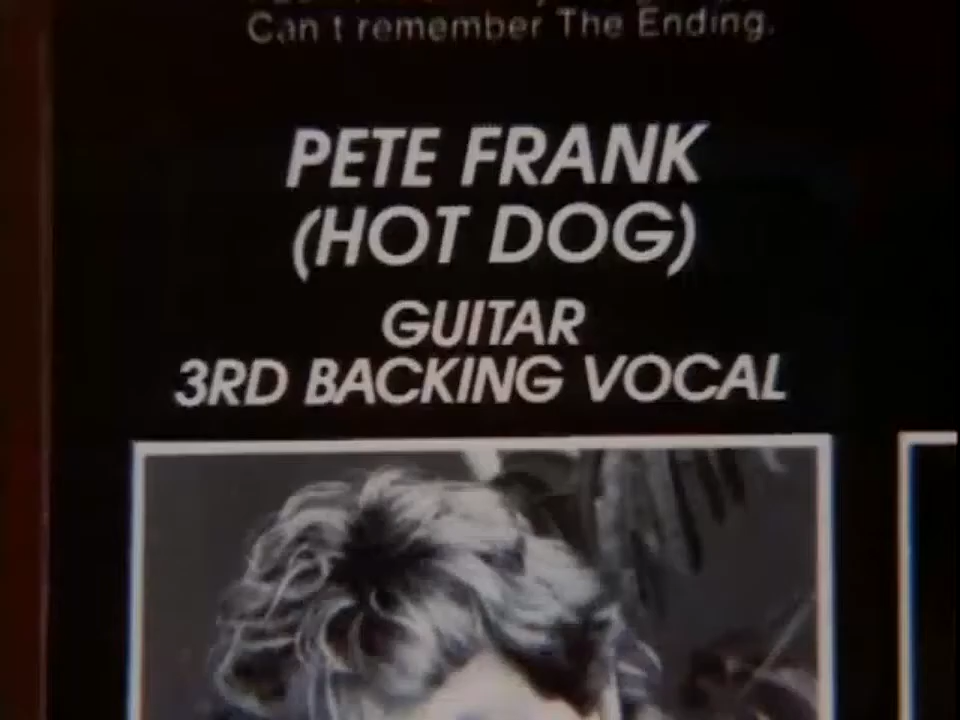 Can t remember The Ending.
PETE FRANK
(HOT DOG)
GUITAR
3RD BACKING VOCAL